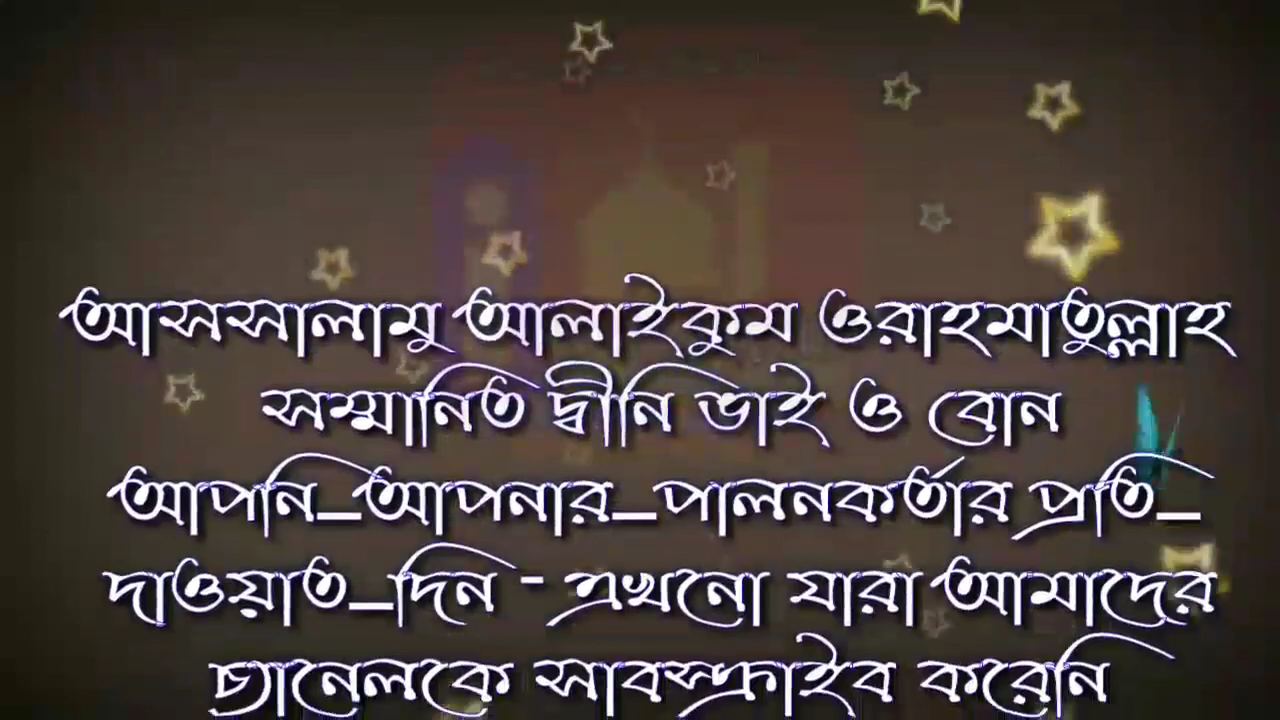 আসসালামু আলাইকুম ওরাহমাতুল্লাহ
সম্মানিত দ্বীনি ভাই ও বোন
আপনি_আপনার_পালনকর্তার প্রতি_
দাওয়াত_দিন - এখনো যারা আমাদের
চ্যানেলকে সাবস্ক্রাইব করেনি